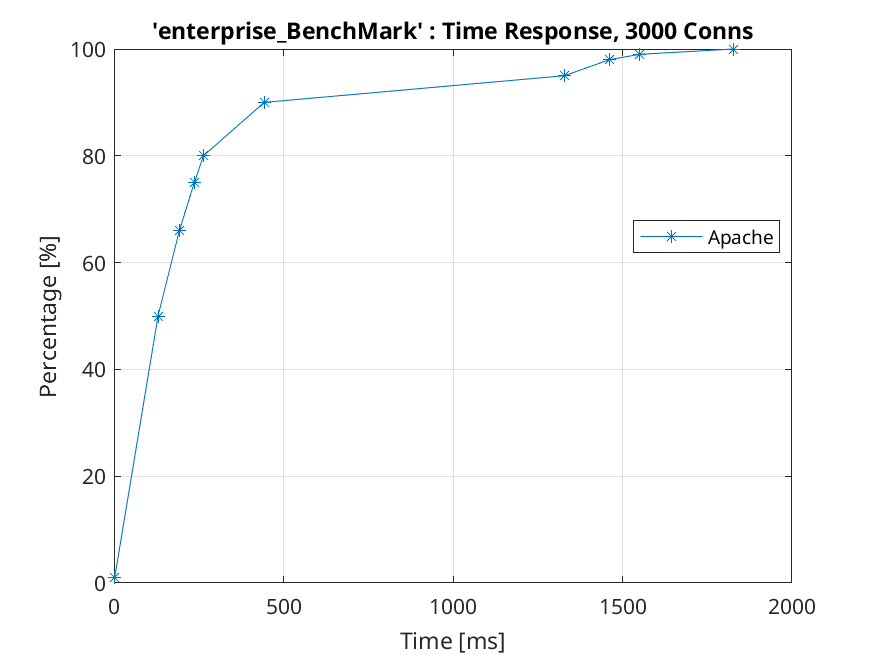 'enterprise_BenchMark' : Time Response, 3000 Conns
100
80
60
40
20
0
Percentage [%]
Apache
0 500 1000 1500 2000
Time [ms]